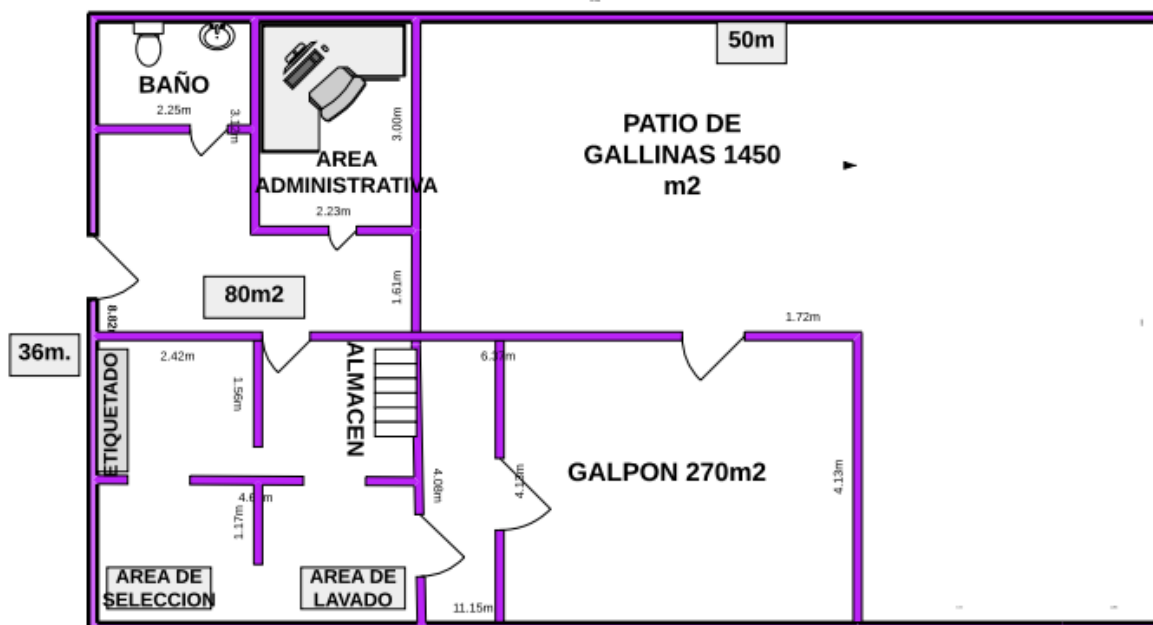 50m
BAÑO
2.25m
3.00m
PATIO DE
GALLINAS 1450
m2
AREA
ADMINISTRATIVA
2.23m
80m2
1.61m
1.72m
36m.
2.42m
ETIQUETADO
1.56m
ALMACEN
GALPON 270m2
4.08m
4.13m
1.17m
AREA DE
SELECCION
AREA DE
LAVADO
11.15m